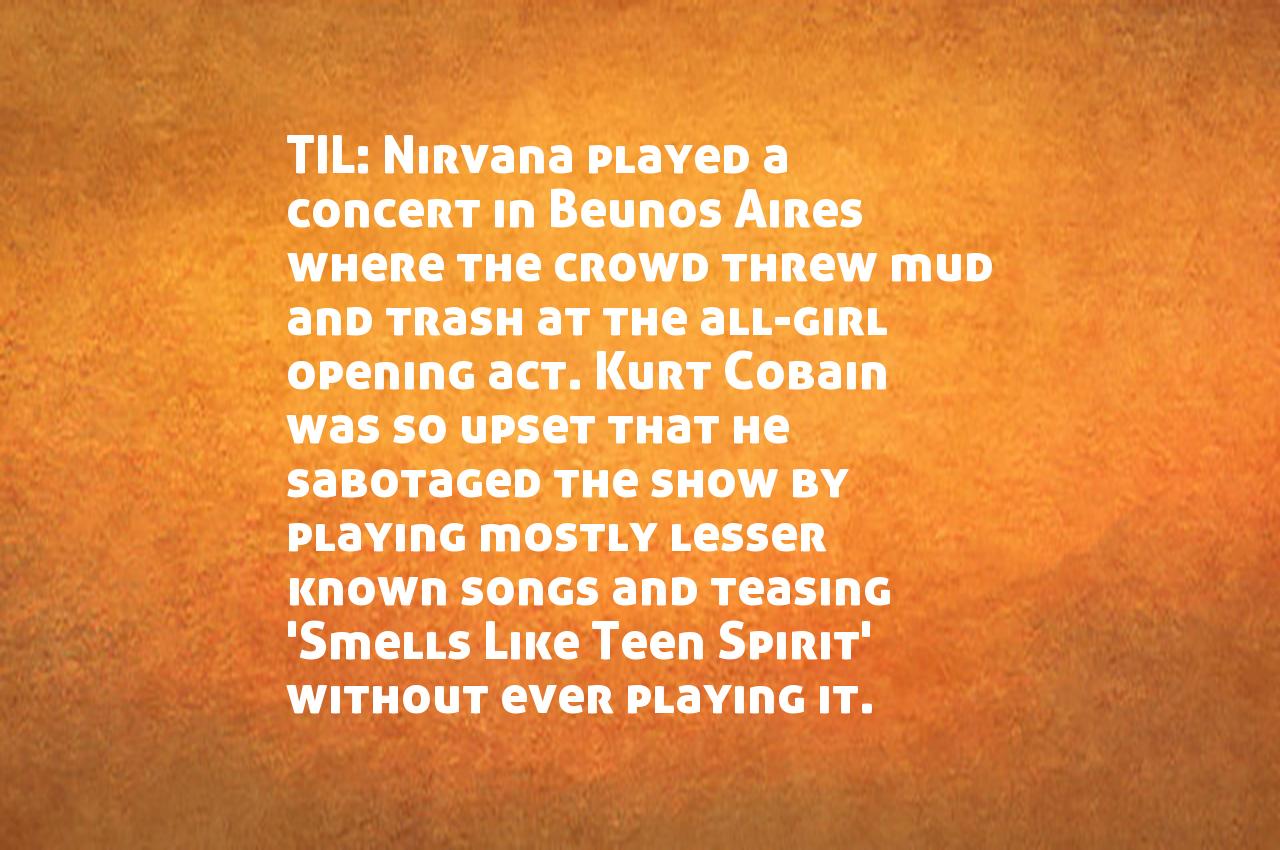 TIL: Nirvana played a
concert in Beunos Aires
where the crowd threw mud
and trash at the all-girl
opening act. Kurt Cobain
was so upset that he
sabotaged the show by
playing mostly lesser
known songs and teasing
'Smells Like Teen Spirit'
without ever playing it.